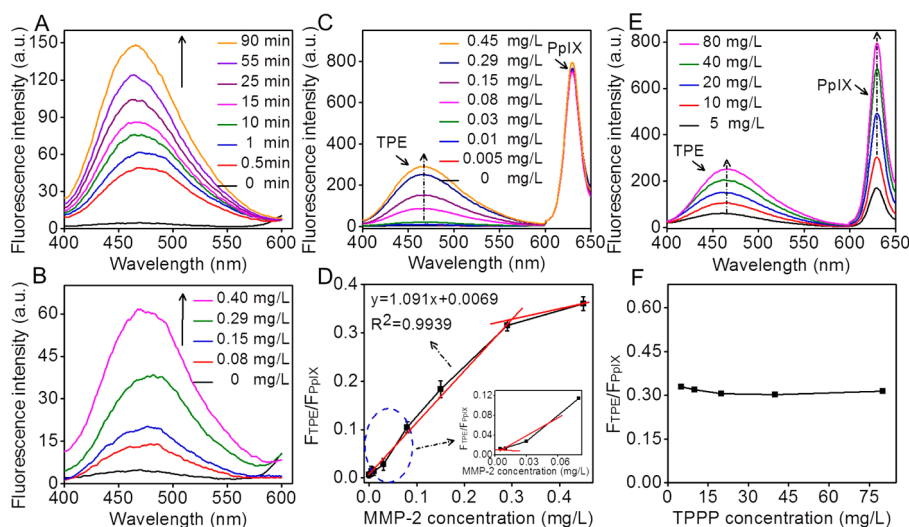 A
Fluorescence intensity (a.u.)
150
120
90
60
30
0
90 min
55 min
25 min
15 min
10 min
1 min
0.5min
0 min
400 450 500 550 600
Wavelength (nm)
C
Fluorescence intensity (a.u.)
800
600
400
200
0
TPE
PpIX
0.45 mg/L
0.29 mg/L
0.15 mg/L
0.08 mg/L
0.03 mg/L
0.01 mg/L
0.005 mg/L
0
400 450 500 550 600 650
Wavelength (nm)
E
Fluorescence intensity (a.u.)
800
600
400
200
0
80 mg/L
40 mg/L
20 mg/L
10 mg/L
5 mg/L
TPE
PpIX
400 450 500 550 600 650
Wavelength (nm)
B
Fluorescence intensity (a.u.)
80
60
40
20
0
0.40 mg/L
0.29 mg/L
0.15 mg/L
0.08 mg/L
0 mg/L
400 450 500 550 600
Wavelength (nm)
D
FTPE/FPpIX
0.4
0.3
0.2
0.1
0.0
y=1.091x+0.0069
R2=0.9939
FTPE/FPpIX
0.12
0.08
0.04
0.00
0.00 0.03 0.06
MMP-2 concentration (mg/L)
0.0 0.1 0.2 0.3 0.4
MMP-2 concentration (mg/L)
F
FTPE/FPpIX
0.60
0.45
0.30
0.15
0.00
0 25 50 75
TPPP concentration (mg/L)